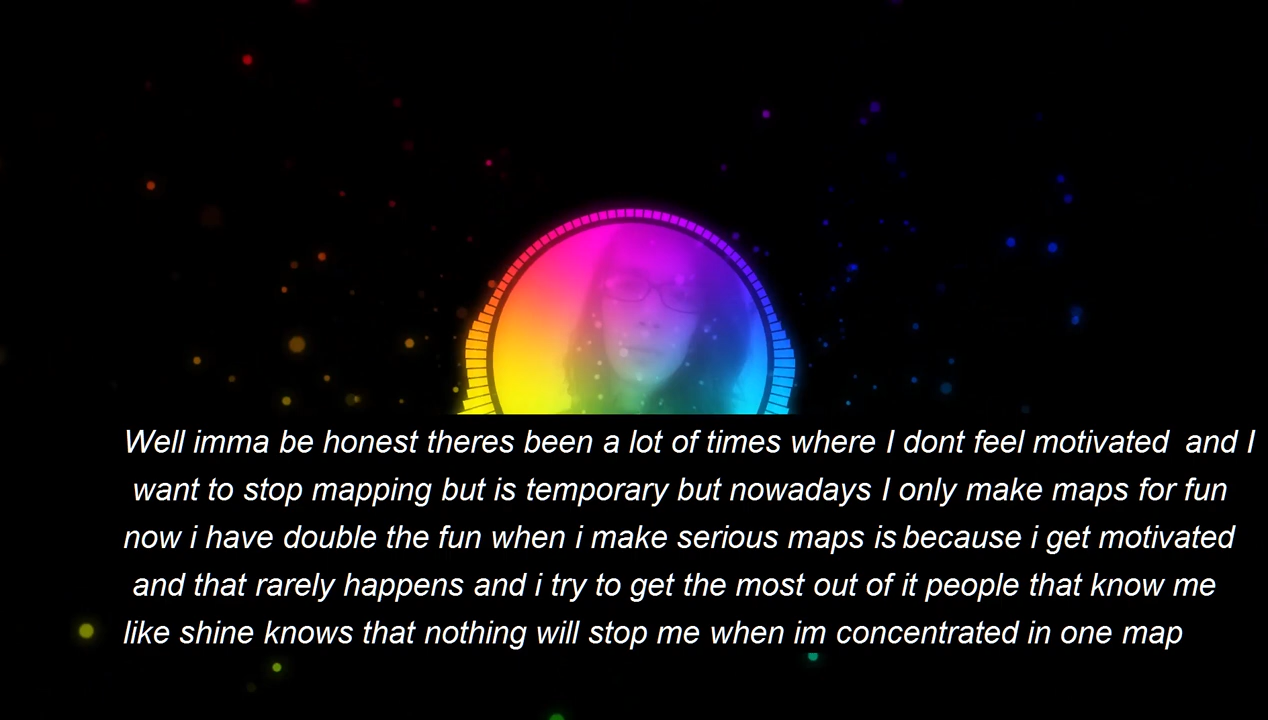 Well imma be honest theres been a lot of times where I dont feel motivated  and I
want to stop mapping but is temporary but nowadays I only make maps for fun
now i have double the fun when i make serious maps is because i get motivated
and that rarely happens and i try to get the most out of it people that know me
like shine knows that nothing will stop me when im concentrated in one map